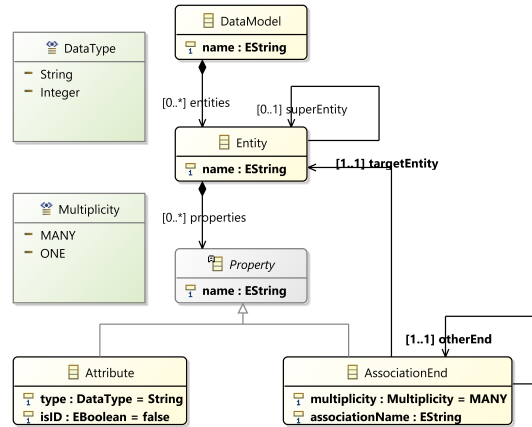 DataModel
name : EString
DataType
String
Integer
[0..*] entities
[0..1] superEntity
Entity
name : EString
[1..1] targetEntity
Multiplicity
MANY
ONE
[0..*] properties
Property
name : EString
[1..1] otherEnd
Attribute
type : DataType = String
isID : EBoolean = false
AssociationEnd
multiplicity : Multiplicity = MANY
associationName : EString